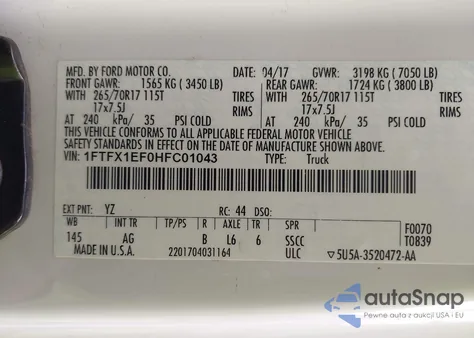 MFD. BY FORD MOTOR CO. DATE: 04/17 GVWR: 3198 KG ( 7050 LB)
FRONT GAWR: 1565 KG ( 3450 LB) REAR GAWR: 1724 KG ( 3800 LB)
WITH 265/70R17 115T TIRES WITH 265/70R17 115T TIRES
17x7.5J RIMS 17x7.5J RIMS
AT 240 kPa/ 35 PSI COLD AT 240 kPa/ 35 PSI COLD
THIS VEHICLE CONFORMS TO ALL APPLICABLE FEDERAL MOTOR VEHICLE
SAFETY STANDARDS IN EFFECT ON THE DATE OF MANUFACTURE SHOWN ABOVE.
VIN: 1FTFX1EF0HFC01043 TYPE: Truck
EXT PNT: YZ RC: 44 DSO:
WB INT TR TP/PS R AXLE TR SPR F0070
145 AG B L6 6 SSCC T0839
MADE IN U.S.A. 2201704031164 ULC ▽5U5A-3520472-AA
autoSnap
Pewne auta z USA i EU